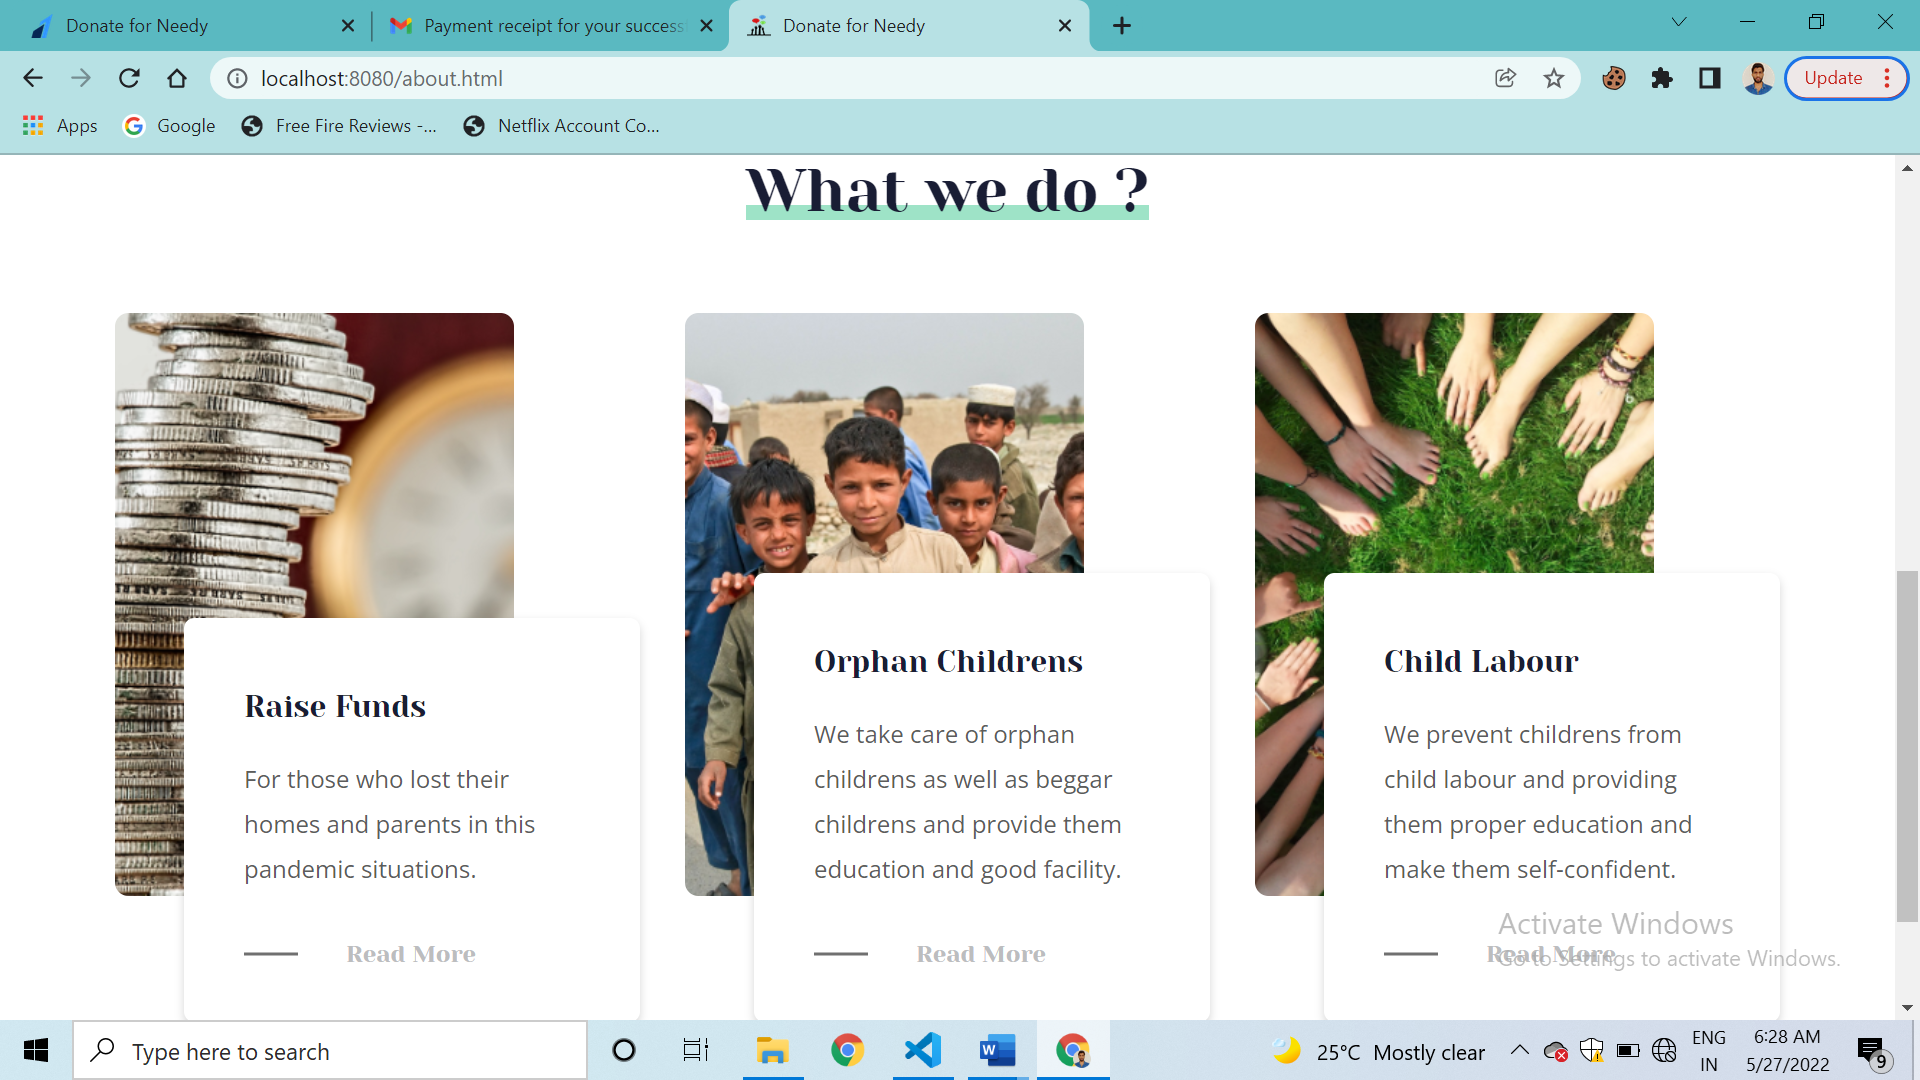 Donate for Needy
Payment receipt for your success
Donate for Needy
localhost:8080/about.html
Update
Apps
Google
Free Fire Reviews -...
Netflix Account Co...
What we do ?
Raise Funds
For those who lost their
homes and parents in this
pandemic situations.
Read More
Orphan Childrens
We take care of orphan
childrens as well as beggar
childrens and provide them
education and good facility.
Read More
Child Labour
We prevent childrens from
child labour and providing
them proper education and
make them self-confident.
Read More
Activate Windows
Go to Settings to activate Windows.
Type here to search
25°C Mostly clear
ENG
IN
6:28 AM
5/27/2022
9